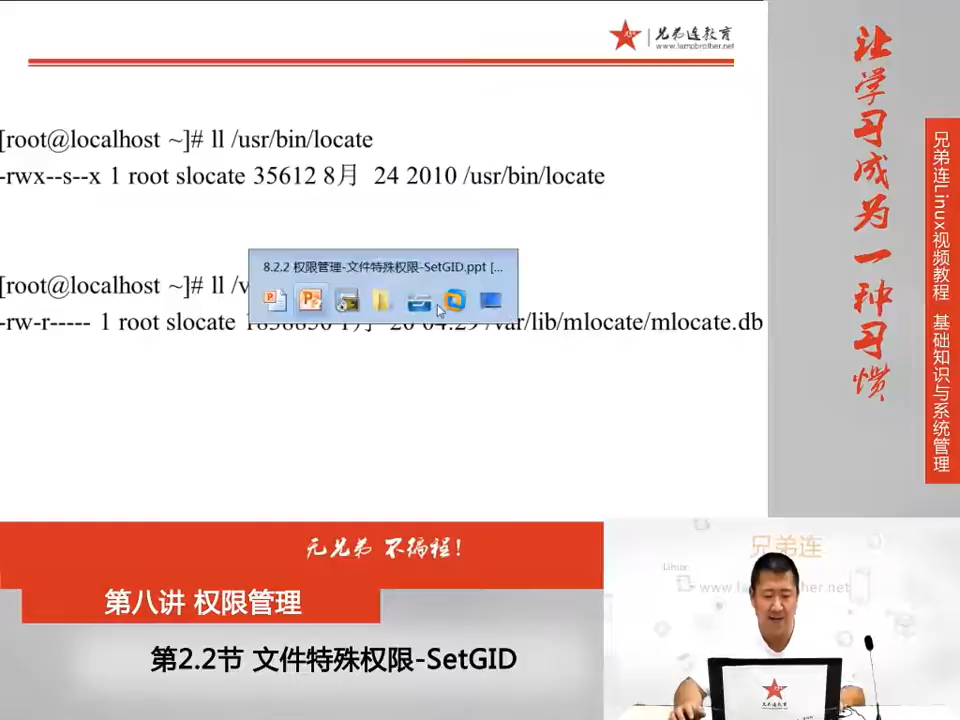 兄弟连教育
www.lampbrother.net
[root@localhost ~]# ll /usr/bin/locate
-rwx--s--x 1 root slocate 35612 8月 24 2010 /usr/bin/locate
8.2.2 权限管理-文件特殊权限-SetGID.ppt [...
[root@localhost ~]# ll /v
-rw-r----- 1 root slocate 1838850 1月 20 04:29 /var/lib/mlocate/mlocate.db
让学习成为一种习惯
兄弟连Linux视频教程 基础知识与系统管理
无兄弟 不编程!
第八讲 权限管理
第2.2节 文件特殊权限-SetGID
兄弟连
Linux